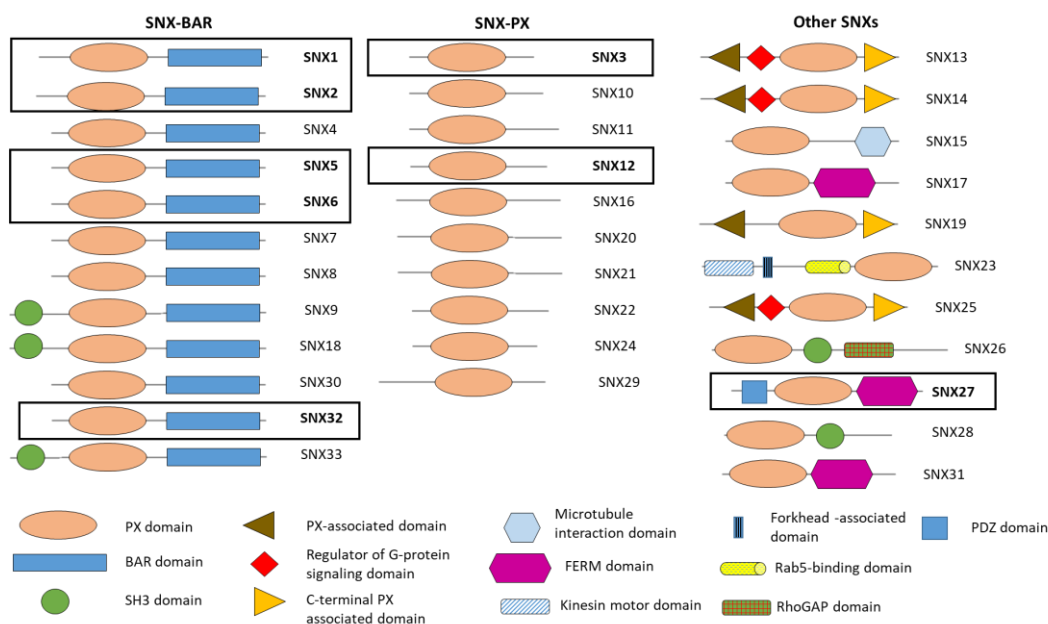 SNX-BAR
SNX1
SNX2
SNX4
SNX5
SNX6
SNX7
SNX8
SNX9
SNX18
SNX30
SNX32
SNX33
SNX-PX
SNX3
SNX10
SNX11
SNX12
SNX16
SNX20
SNX21
SNX22
SNX24
SNX29
Other SNXs
SNX13
SNX14
SNX15
SNX17
SNX19
SNX23
SNX25
SNX26
SNX27
SNX28
SNX31
PX domain
BAR domain
SH3 domain
PX-associated domain
Regulator of G-protein
signaling domain
C-terminal PX
associated domain
Microtubule
interaction domain
FERM domain
Kinesin motor domain
Forkhead -associated
domain
Rab5-binding domain
RhoGAP domain
PDZ domain